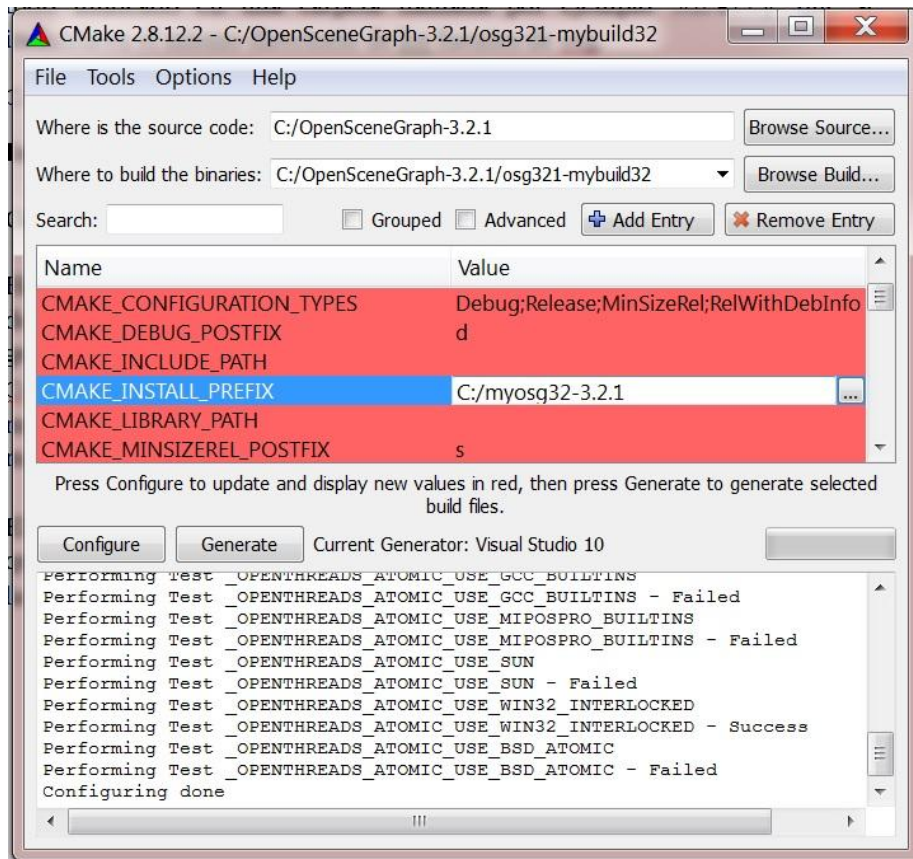 CMake 2.8.12.2 - C:/OpenSceneGraph-3.2.1/osg321-mybuild32
File Tools Options Help
Where is the source code: C:/OpenSceneGraph-3.2.1 Browse Source...
Where to build the binaries: C:/OpenSceneGraph-3.2.1/osg321-mybuild32 Browse Build...
Search: Grouped Advanced Add Entry Remove Entry
Name Value
CMAKE_CONFIGURATION_TYPES Debug;Release;MinSizeRel;RelWithDebInfo
CMAKE_DEBUG_POSTFIX d
CMAKE_INCLUDE_PATH
CMAKE_INSTALL_PREFIX C:/myosg32-3.2.1 ...
CMAKE_LIBRARY_PATH
CMAKE_MINSIZEREL_POSTFIX s
Press Configure to update and display new values in red, then press Generate to generate selected
build files.
Configure Generate Current Generator: Visual Studio 10
Performing Test _OPENTHREADS_ATOMIC_USE_GCC_BUILTINS
Performing Test _OPENTHREADS_ATOMIC_USE_GCC_BUILTINS - Failed
Performing Test _OPENTHREADS_ATOMIC_USE_MIPOSPRO_BUILTINS
Performing Test _OPENTHREADS_ATOMIC_USE_MIPOSPRO_BUILTINS - Failed
Performing Test _OPENTHREADS_ATOMIC_USE_SUN
Performing Test _OPENTHREADS_ATOMIC_USE_SUN - Failed
Performing Test _OPENTHREADS_ATOMIC_USE_WIN32_INTERLOCKED
Performing Test _OPENTHREADS_ATOMIC_USE_WIN32_INTERLOCKED - Success
Performing Test _OPENTHREADS_ATOMIC_USE_BSD_ATOMIC
Performing Test _OPENTHREADS_ATOMIC_USE_BSD_ATOMIC - Failed
Configuring done